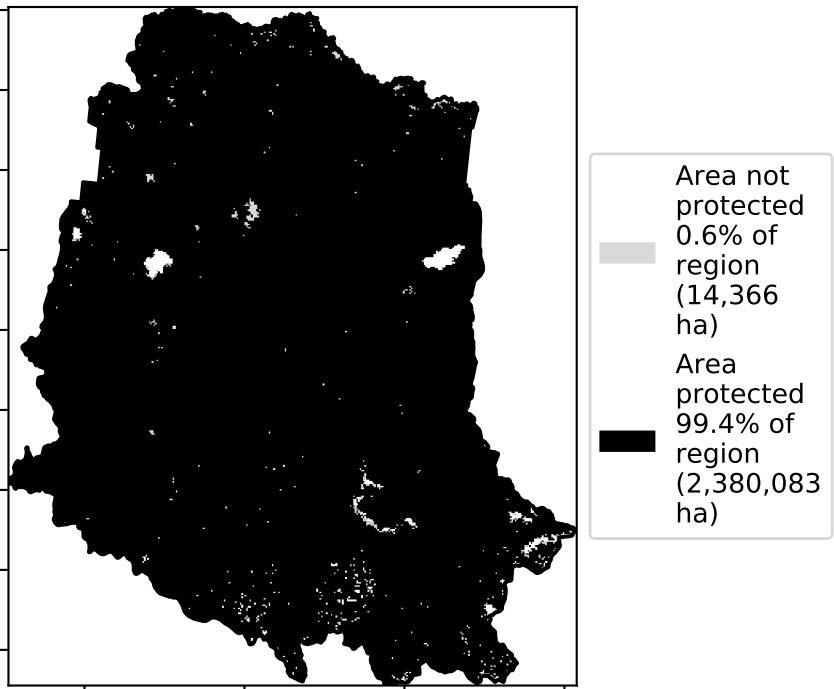 Area not
protected
0.6% of
region
(14,366
ha)
Area
protected
99.4% of
region
(2,380,083
ha)